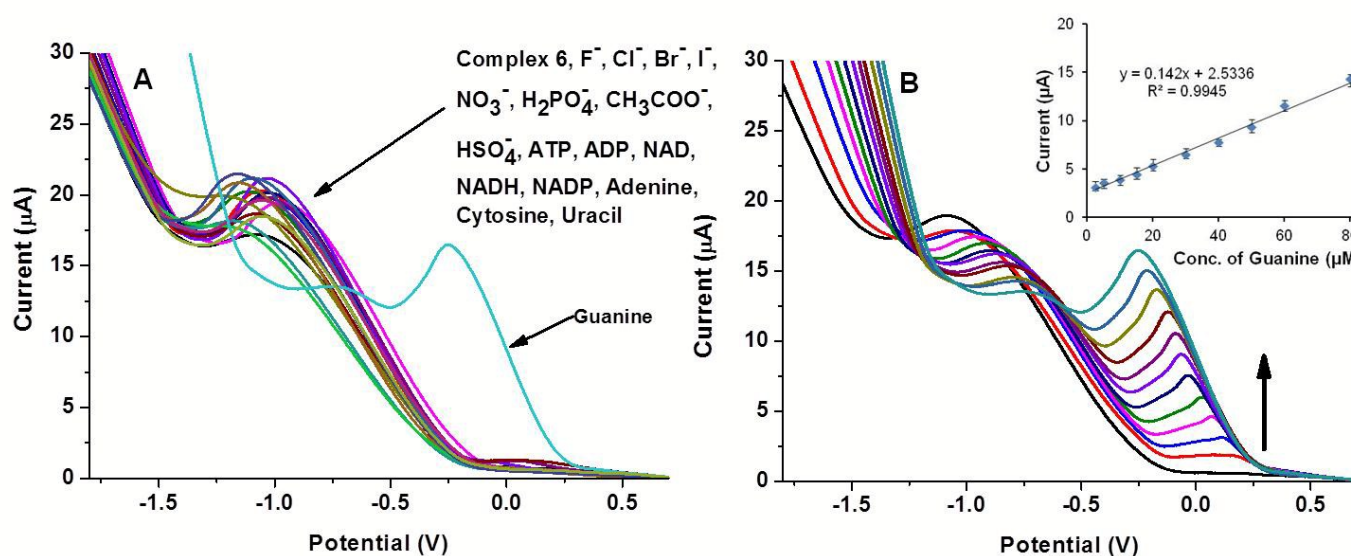 A
30
25
20
15
10
5
0
Current (µA)
-1.5
-1.0
-0.5
0.0
0.5
Potential (V)
Complex 6, F⁻, Cl⁻, Br⁻, I⁻,
NO₃⁻, H₂PO₄⁻, CH₃COO⁻,
HSO₄⁻, ATP, ADP, NAD,
NADH, NADP, Adenine,
Cytosine, Uracil
Guanine
B
30
25
20
15
10
5
0
Current (µA)
-1.5
-1.0
-0.5
0.0
0.5
Potential (V)
20
15
10
5
0
Current (µA)
y = 0.142x + 2.5336
R² = 0.9945
0
20
40
60
80
Conc. of Guanine (µM